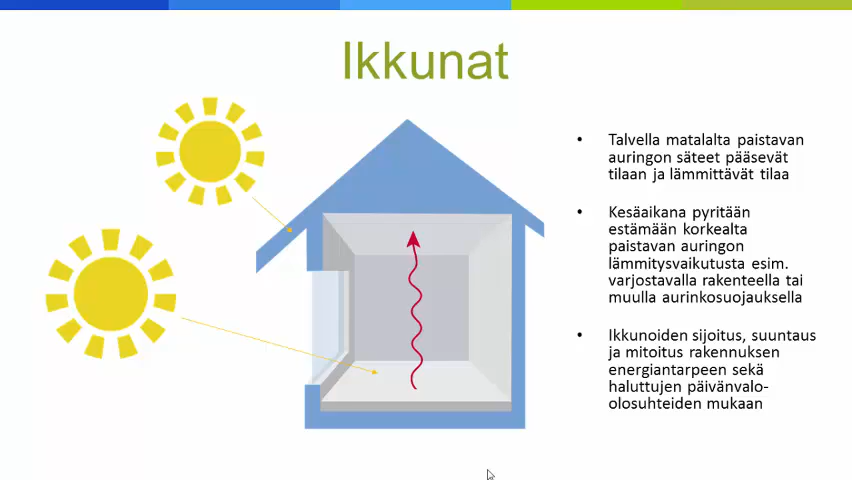 Ikkunat
• Talvella matalalta paistavan
auringon säteet pääsevät
tilaan ja lämmittävät tilaa
• Kesäaikana pyritään
estämään korkealta
paistavan auringon
lämmitysvaikutusta esim.
varjostavalla rakenteella tai
muulla aurinkosuojauksella
• Ikkunoiden sijoitus, suuntaus
ja mitoitus rakennuksen
energiantarpeen sekä
haluttujen päivänvalo-
olosuhteiden mukaan